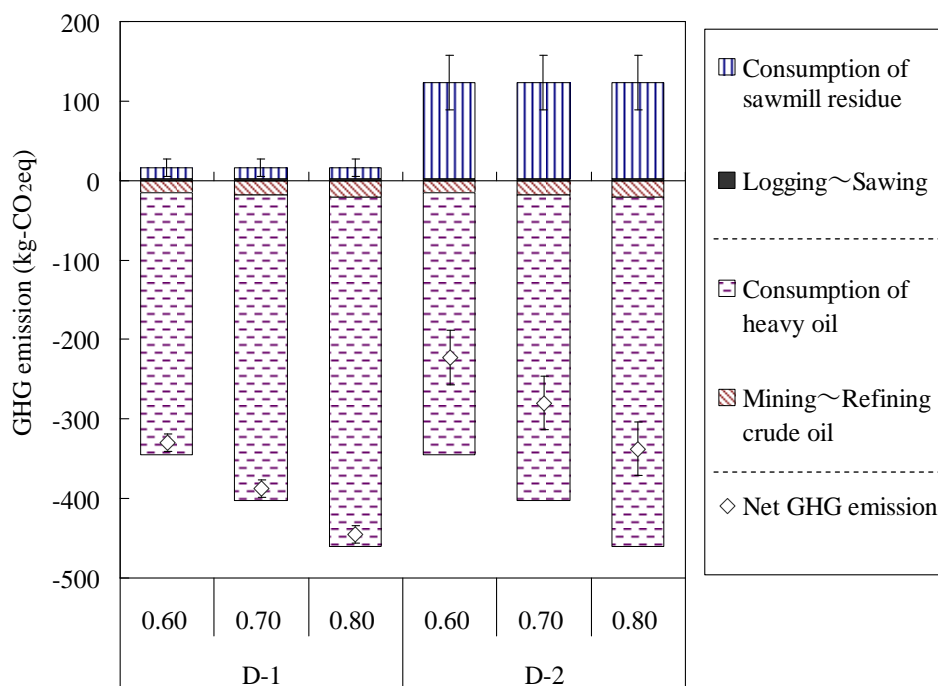 200
100
0
-100
-200
-300
-400
-500
GHG emission (kg-CO₂eq)
0.60 0.70 0.80 0.60 0.70 0.80
D-1 D-2
Consumption of
sawmill residue
Logging～Sawing
Consumption of
heavy oil
Mining～Refining
crude oil
Net GHG emission